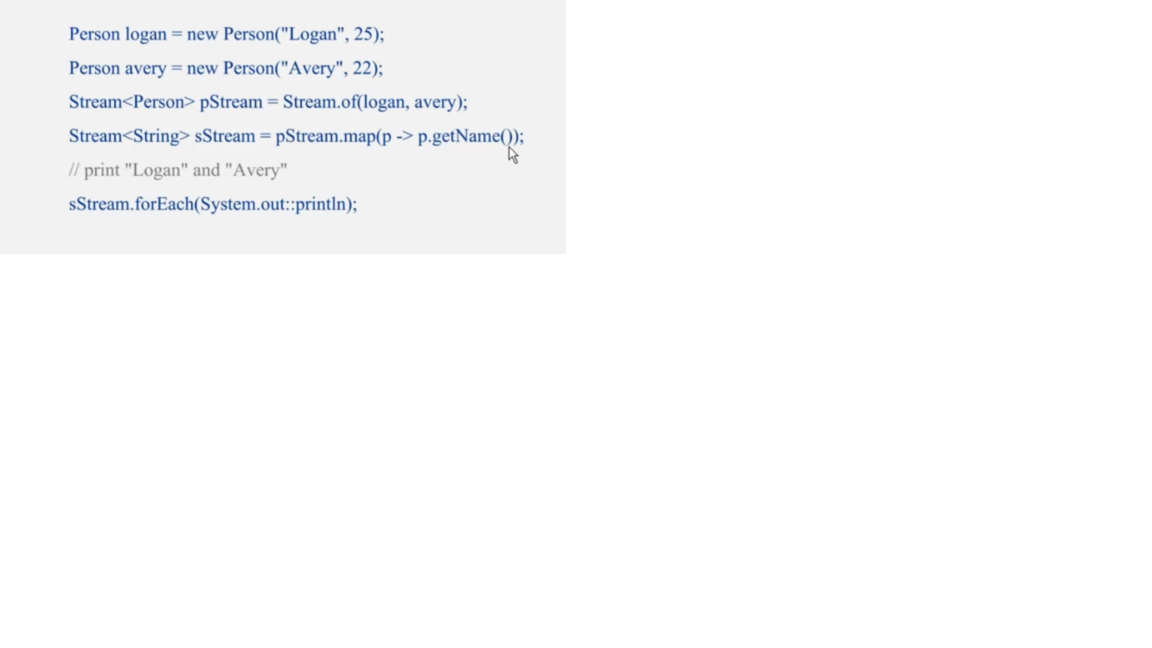 Person logan = new Person("Logan", 25);
Person avery = new Person("Avery", 22);
Stream<Person> pStream = Stream.of(logan, avery);
Stream<String> sStream = pStream.map(p -> p.getName());
// print "Logan" and "Avery"
sStream.forEach(System.out::println);